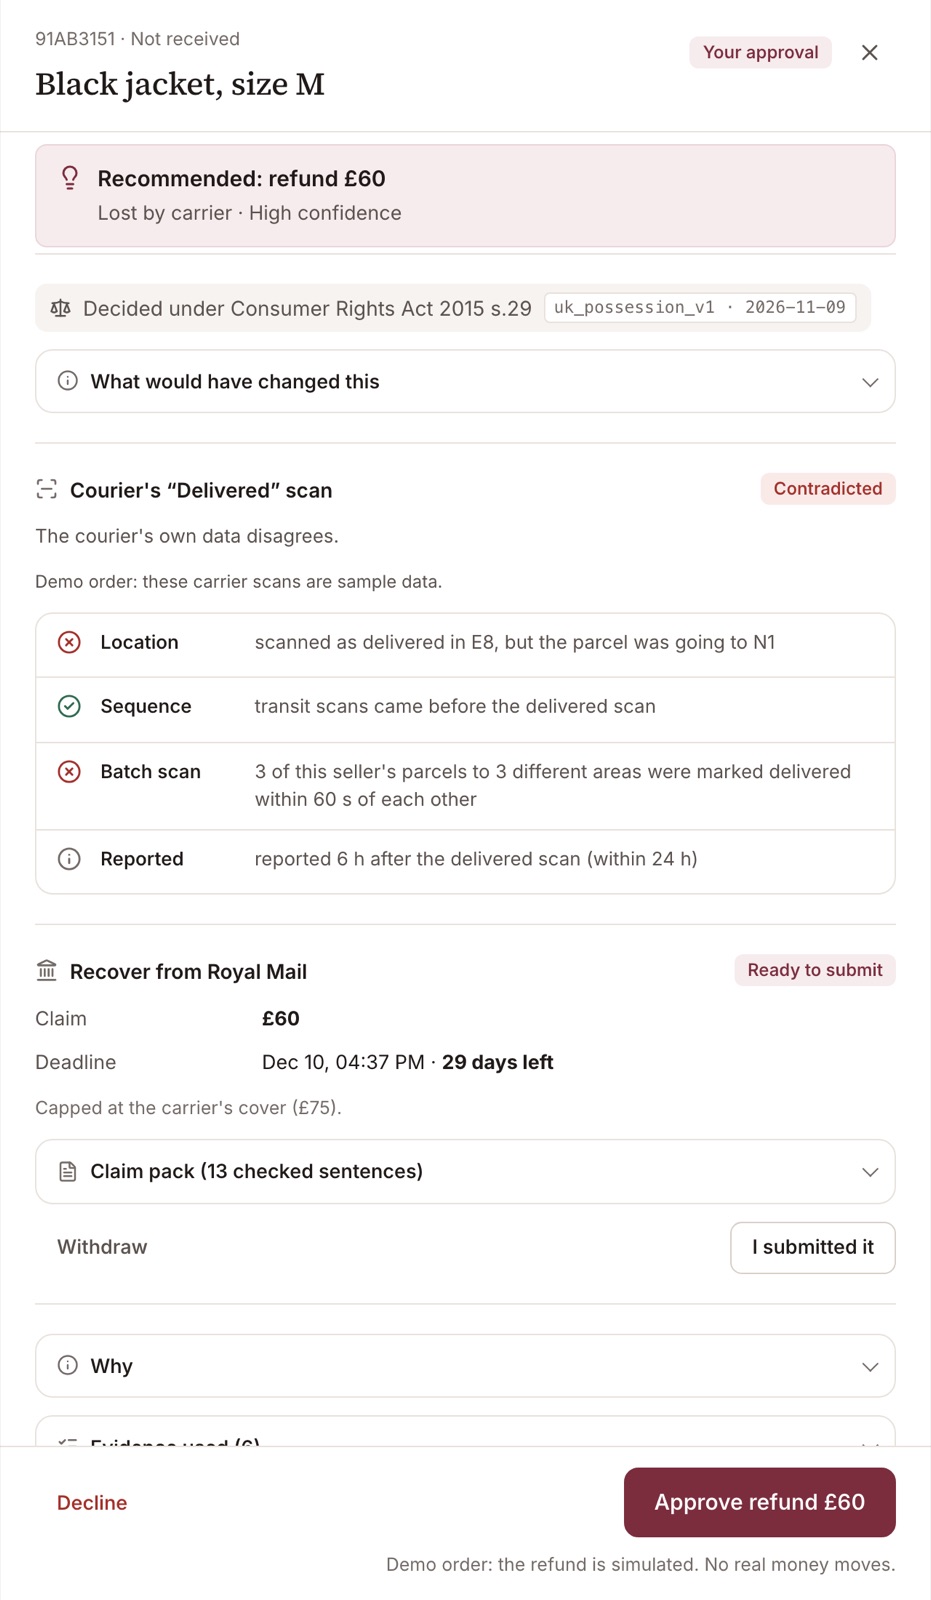 91AB3151 · Not received
Your approval
Black jacket, size M
Recommended: refund £60
Lost by carrier · High confidence
Decided under Consumer Rights Act 2015 s.29
uk_possession_v1 · 2026-11-09
What would have changed this
Courier's “Delivered” scan
Contradicted
The courier's own data disagrees.
Demo order: these carrier scans are sample data.
Location
scanned as delivered in E8, but the parcel was going to N1
Sequence
transit scans came before the delivered scan
Batch scan
3 of this seller's parcels to 3 different areas were marked delivered
within 60 s of each other
Reported
reported 6 h after the delivered scan (within 24 h)
Recover from Royal Mail
Ready to submit
Claim
£60
Deadline
Dec 10, 04:37 PM · 29 days left
Capped at the carrier's cover (£75).
Claim pack (13 checked sentences)
Withdraw
I submitted it
Why
Evidence used (6)
Decline
Approve refund £60
Demo order: the refund is simulated. No real money moves.